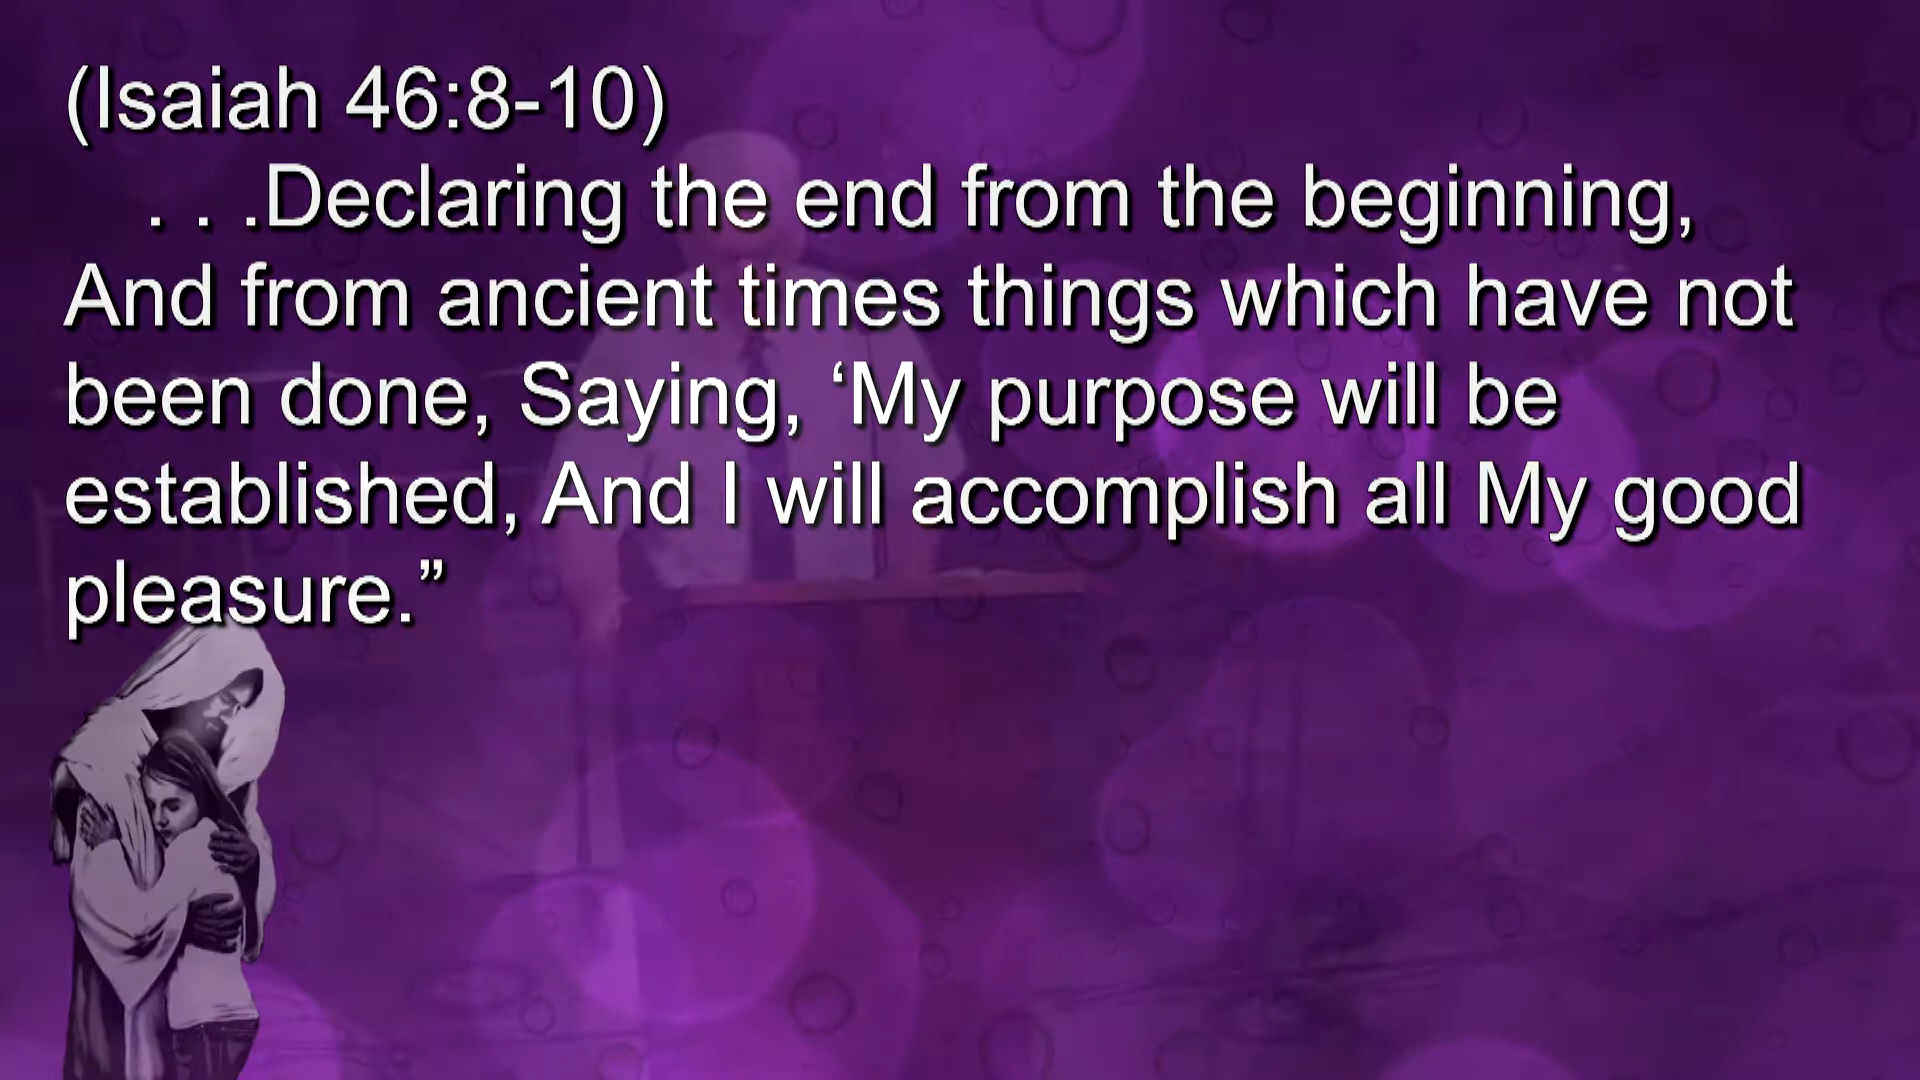 (Isaiah 46:8-10)
. . .Declaring the end from the beginning,
And from ancient times things which have not
been done, Saying, ‘My purpose will be
established, And I will accomplish all My good
pleasure.”